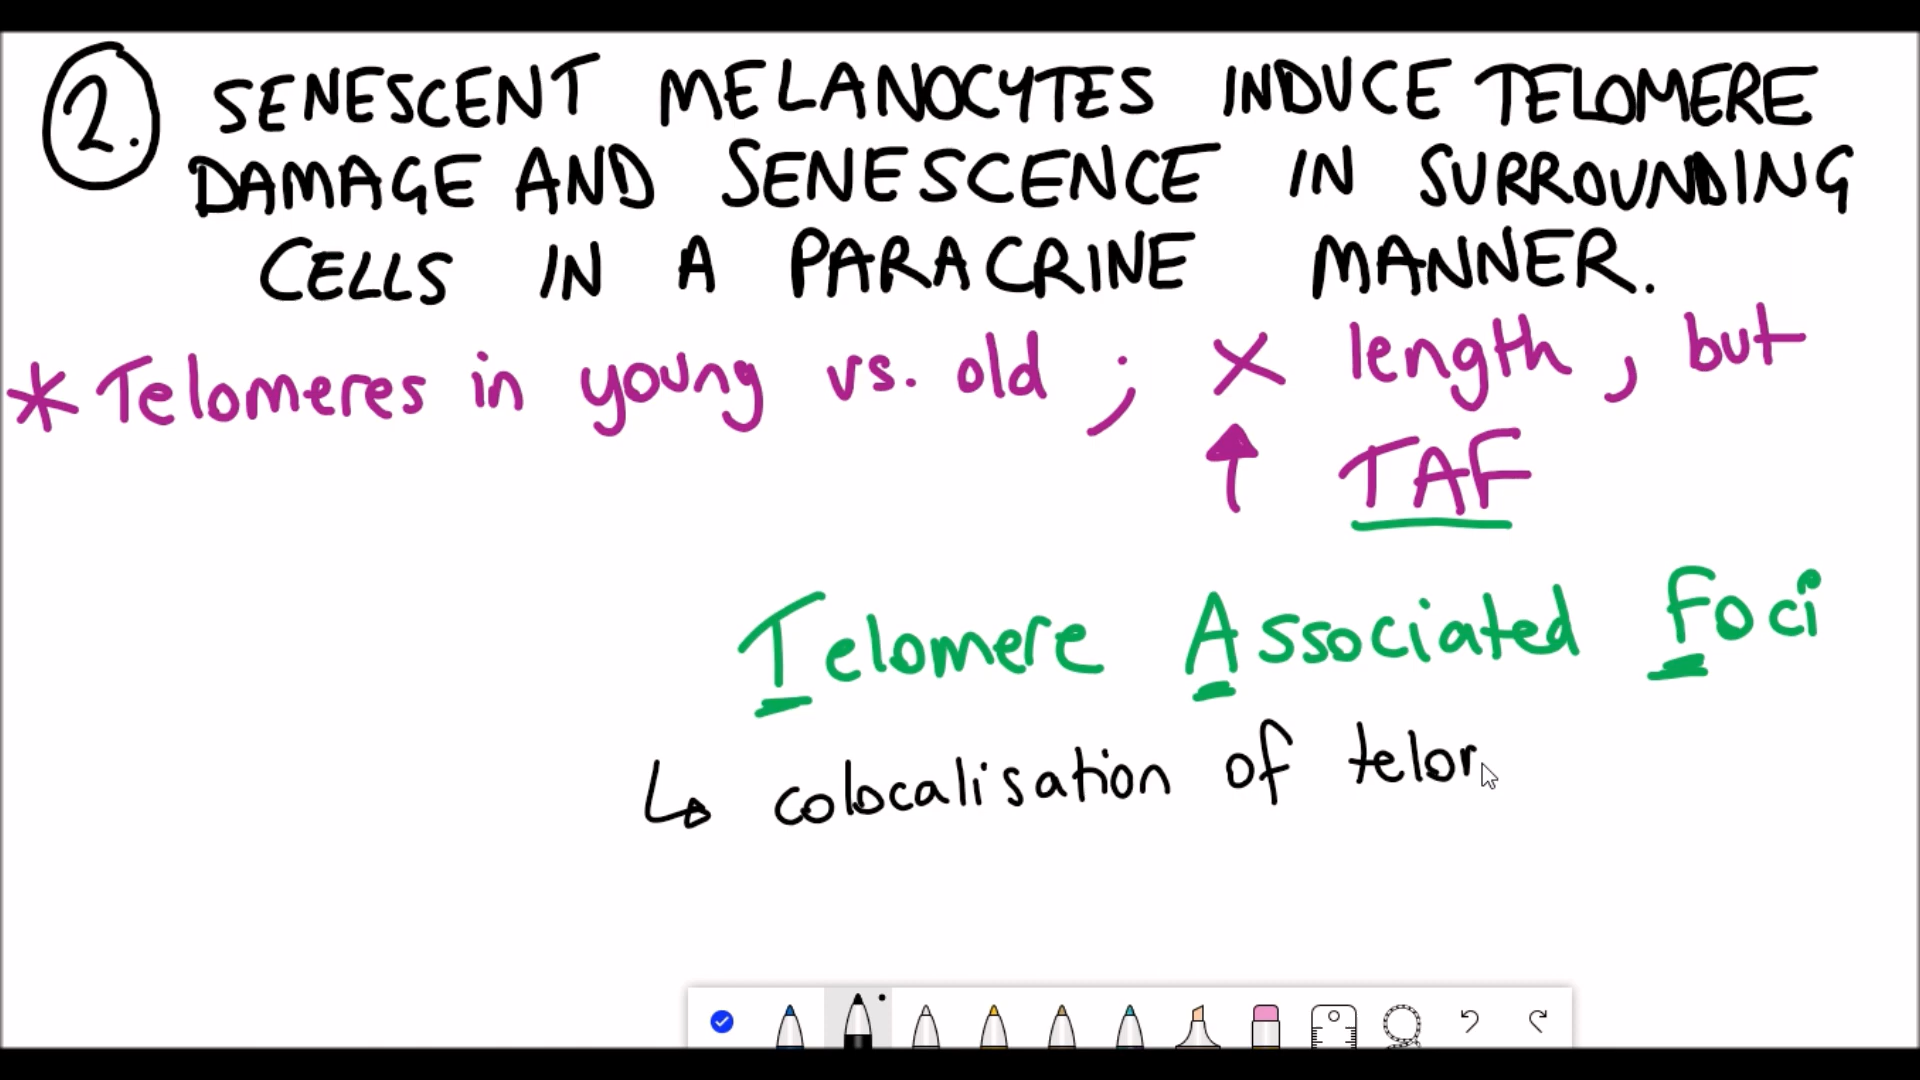 2. SENESCENT MELANOCYTES INDUCE TELOMERE
DAMAGE AND SENESCENCE IN SURROUNDING
CELLS IN A PARACRINE MANNER.
* Telomeres in young vs. old ; X length, but
↑ TAF
Telomere Associated Foci
↳ colocalisation of telor